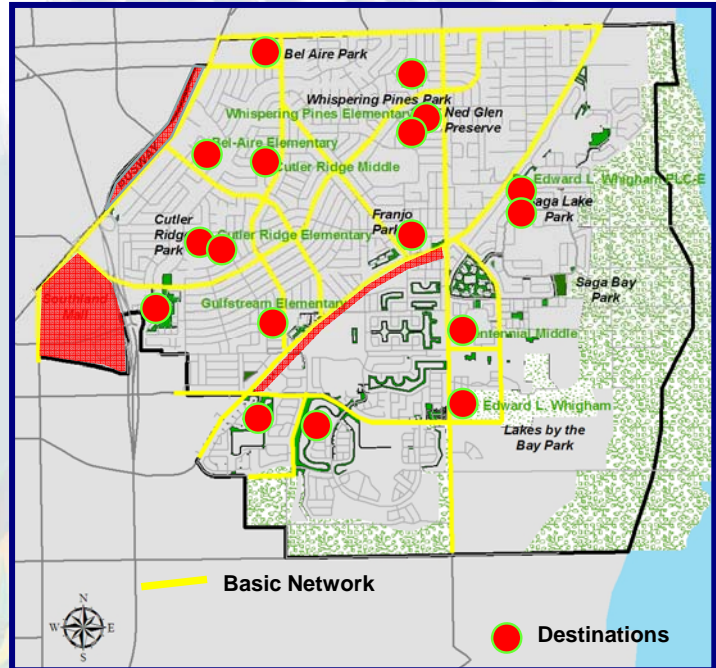 Bel Aire Park
Whispering Pines Park
Whispering Pines Elementary
Ned Glen
Preserve
BUSWAY
Bel-Aire Elementary
Cutler Ridge Middle
Edward L. Whigham PLC-E
Saga Lake
Park
Cutler
Ridge
Park
Cutler Ridge Elementary
Franjo
Park
Saga Bay
Park
Southland
Mall
Gulfstream Elementary
Centennial Middle
Edward L. Whigham
Lakes by the
Bay Park
Basic Network
N
W
E
S
Destinations